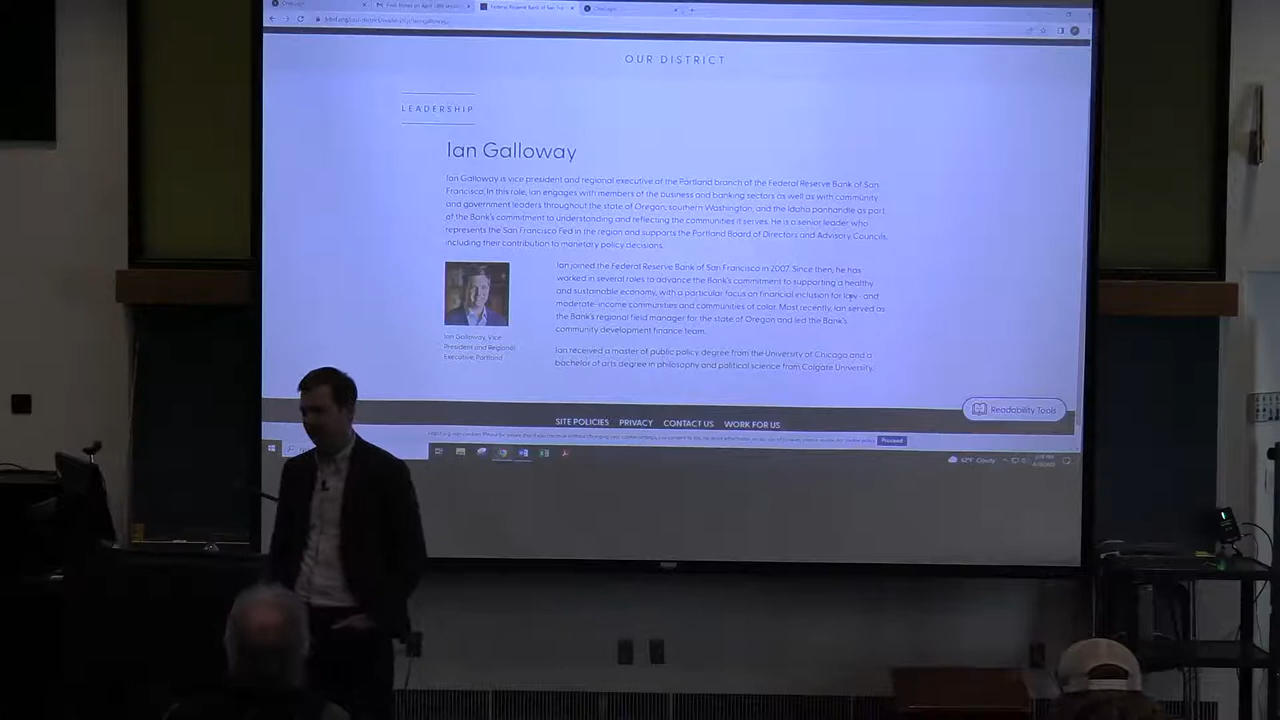 Federal Reserve Bank of San
OUR DISTRICT
LEADERSHIP
Ian Galloway
Ian Galloway is vice president and regional executive of the Portland branch of the Federal Reserve Bank of San
Francisco. In this role, Ian engages with members of the business and banking sectors as well as with community
and government leaders throughout the state of Oregon, southern Washington, and the Idaho panhandle as part
of the Bank's commitment to understanding and reflecting the communities it serves. He is a senior leader who
represents the San Francisco Fed in the region and supports the Portland Board of Directors and Advisory Councils,
including their contribution to monetary policy decisions.
Ian joined the Federal Reserve Bank of San Francisco in 2007. Since then, he has
worked in several roles to advance the Bank's commitment to supporting a healthy
and sustainable economy, with a particular focus on financial inclusion for low- and
moderate-income communities and communities of color. Most recently, Ian served as
the Bank's regional field manager for the state of Oregon and led the Bank's
community development finance team.
Ian Galloway, Vice
President and Regional
Executive, Portland
Ian received a master of public policy degree from the University of Chicago and a
bachelor of arts degree in philosophy and political science from Colgate University.
Readability Tools
SITE POLICIES PRIVACY CONTACT US WORK FOR US
Proceed
62°F Cloudy